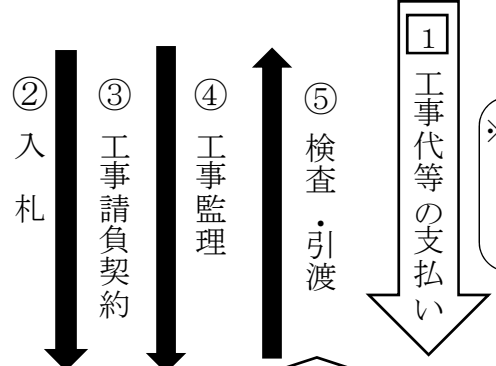 ②入札
③工事請負契約
④工事監理
⑤検査・引渡
1工事代等の支払い
※